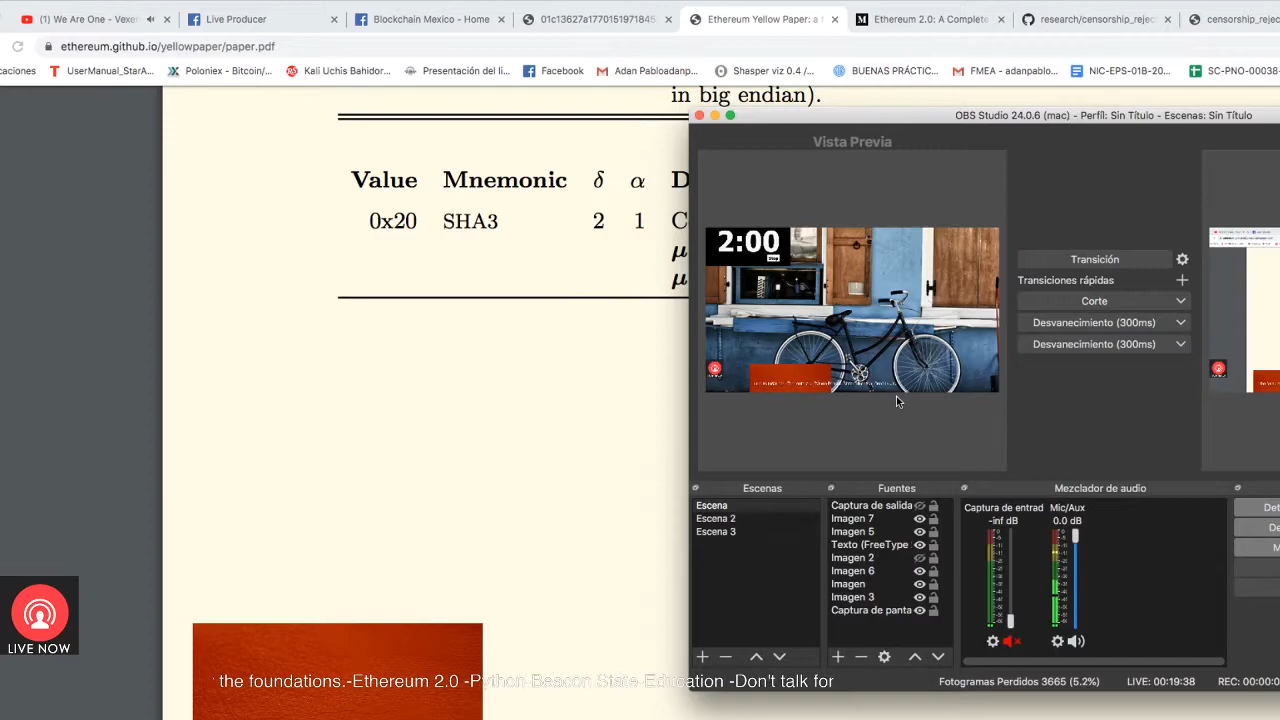 (1) We Are One - Vexe
Live Producer
Blockchain Mexico - Home
01c13627a1770151971845
Ethereum Yellow Paper: a f
Ethereum 2.0: A Complete
research/censorship_rejec
censorship_rejec
ethereum.github.io/yellowpaper/paper.pdf
caciones
UserManual_StarA...
Poloniex - Bitcoin/...
Kali Uchis Bahidor...
Presentación del li...
Facebook
Adan Pabloadanp...
Shasper viz 0.4 /...
BUENAS PRÁCTIC...
FMEA - adanpablo...
NIC-EPS-01B-20...
SC-PNO-00038-
in big endian).
OBS Studio 24.0.6 (mac) - Perfil: Sin Título - Escenas: Sin Título
Vista Previa
Value Mnemonic δ α D
0x20 SHA3 2 1 C
μ
μ
2:00
Stop
Transición
Transiciones rápidas
Corte
Desvanecimiento (300ms)
Desvanecimiento (300ms)
Escenas
Fuentes
Mezclador de audio
Escena
Escena 2
Escena 3
Captura de salida
Imagen 7
Imagen 5
Texto (FreeType
Imagen 2
Imagen 6
Imagen
Imagen 3
Captura de panta
Captura de entrad
-inf dB
Mic/Aux
0.0 dB
Det
De
M
LIVE NOW
the foundations.-Ethereum 2.0 -Python-Beacon State-Education -Don't talk for
Fotogramas Perdidos 3665 (5.2%)
LIVE: 00:19:38
REC: 00:00:0